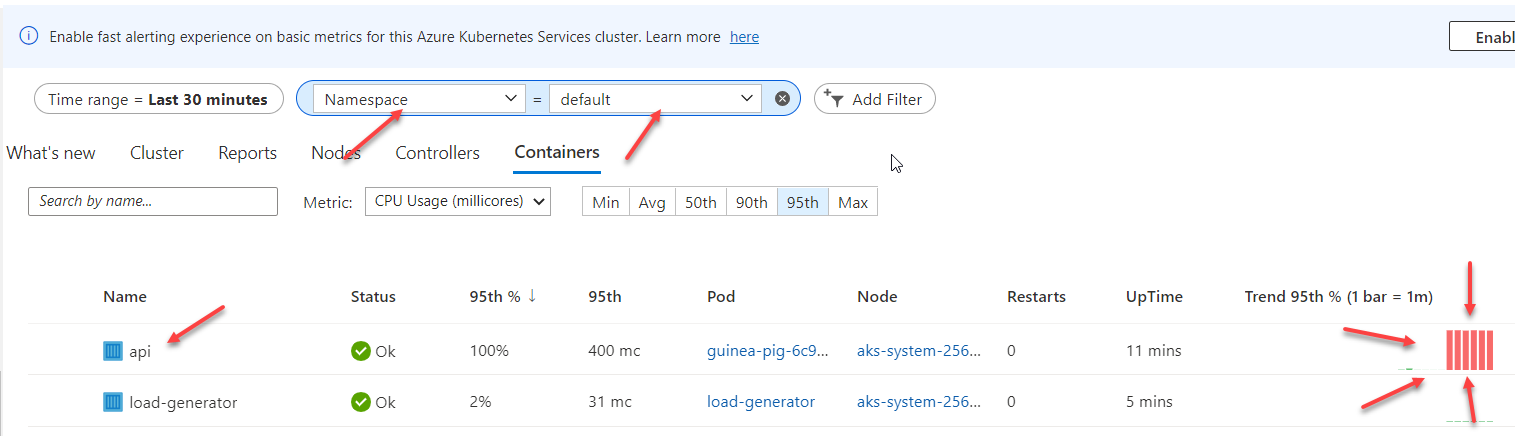 Enable fast alerting experience on basic metrics for this Azure Kubernetes Services cluster. Learn more here Enabl
Time range = Last 30 minutes Namespace = default Add Filter
What's new Cluster Reports Nodes Controllers Containers
Search by name... Metric: CPU Usage (millicores) Min Avg 50th 90th 95th Max
Name Status 95th % ↓ 95th Pod Node Restarts UpTime Trend 95th % (1 bar = 1m)
api Ok 100% 400 mc guinea-pig-6c9... aks-system-256... 0 11 mins
load-generator Ok 2% 31 mc load-generator aks-system-256... 0 5 mins